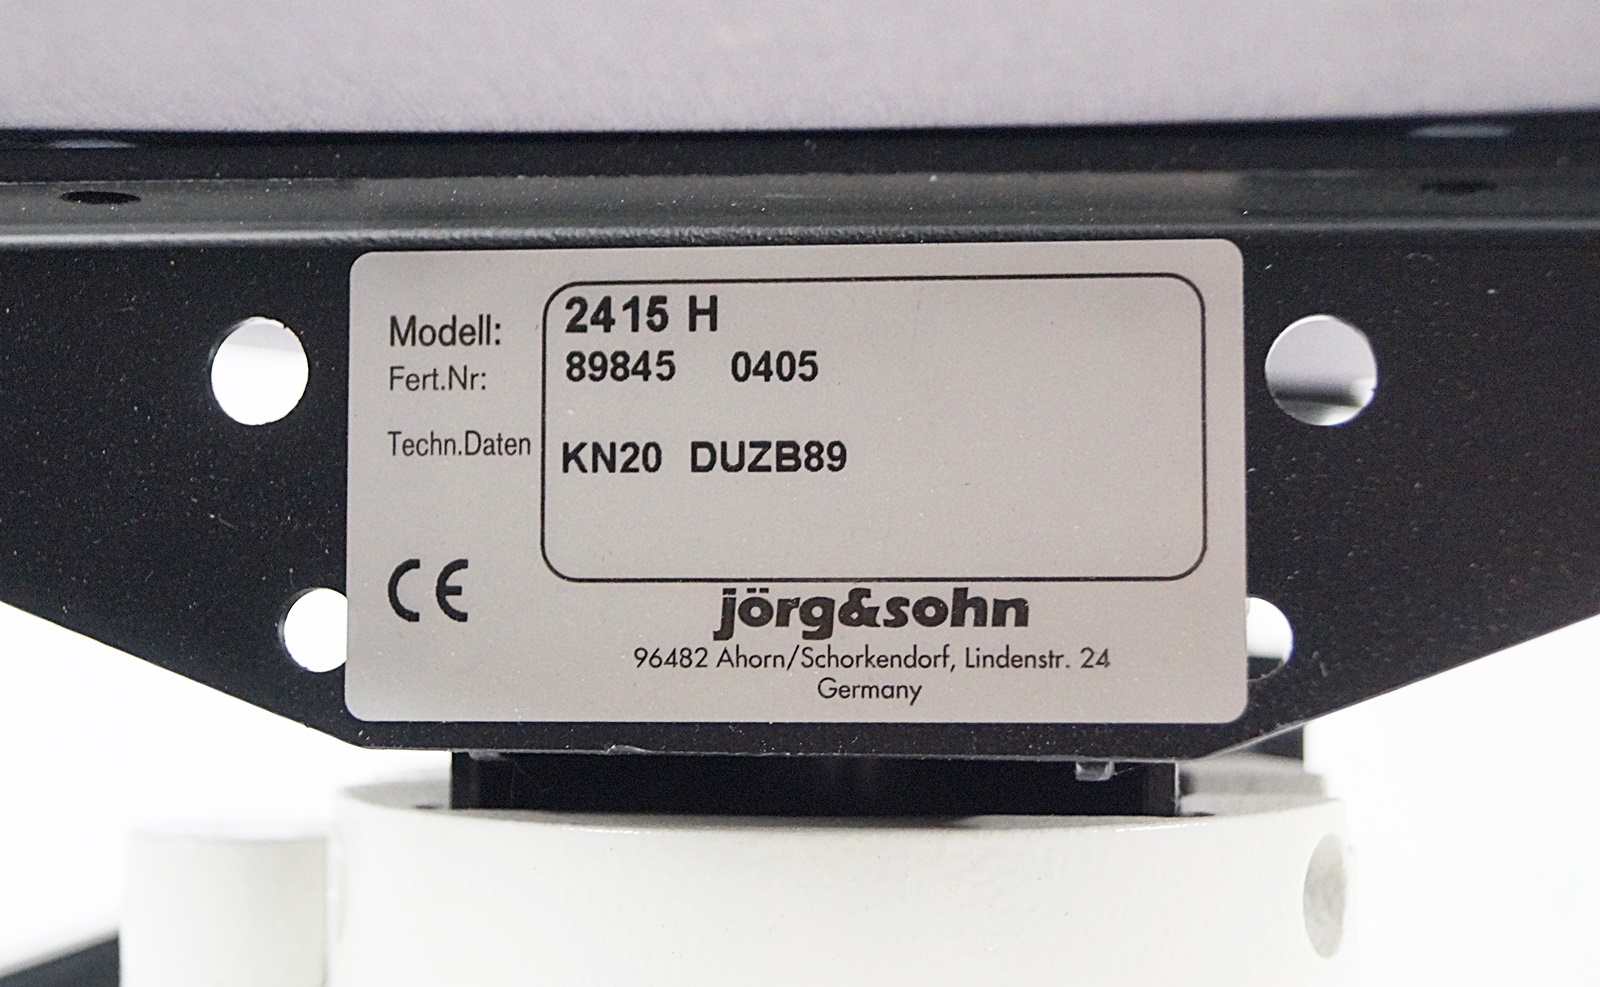 Modell: 2415 H
Fert.Nr: 89845 0405
Techn.Daten KN20 DUZB89
CE
jörg&sohn
96482 Ahorn/Schorkendorf, Lindenstr. 24
Germany